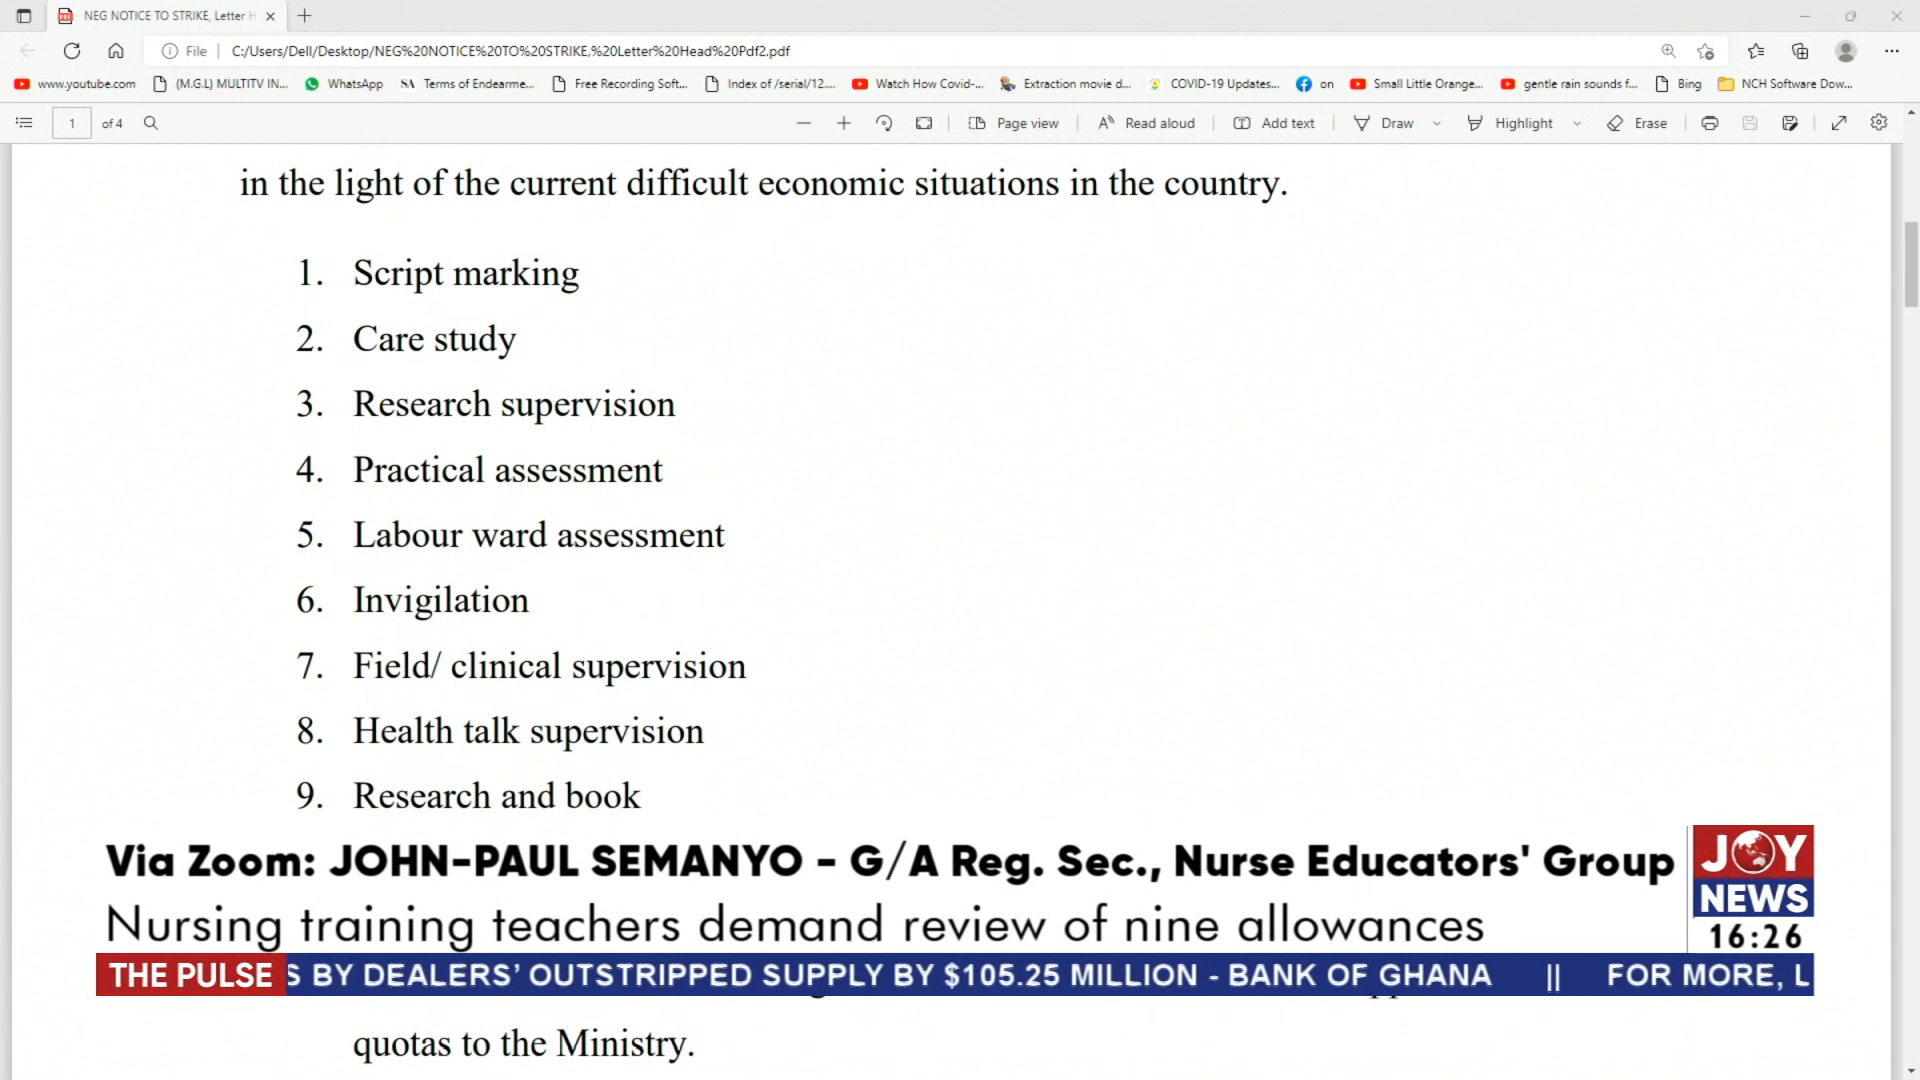 NEG NOTICE TO STRIKE, Letter H
File
C:/Users/Dell/Desktop/NEG%20NOTICE%20TO%20STRIKE,%20Letter%20Head%20Pdf2.pdf
www.youtube.com
(M.G.L) MULTITV IN...
WhatsApp
SA Terms of Endearme...
Free Recording Soft...
Index of /serial/12....
Watch How Covid-...
Extraction movie d...
COVID-19 Updates...
on
Small Little Orange...
gentle rain sounds f...
Bing
NCH Software Dow...
1 of 4
Page view
Read aloud
Add text
Draw
Highlight
Erase
in the light of the current difficult economic situations in the country.
1. Script marking
2. Care study
3. Research supervision
4. Practical assessment
5. Labour ward assessment
6. Invigilation
7. Field/ clinical supervision
8. Health talk supervision
9. Research and book
Via Zoom: JOHN-PAUL SEMANYO - G/A Reg. Sec., Nurse Educators' Group
Nursing training teachers demand review of nine allowances
JOY
NEWS
16:26
THE PULSE
S BY DEALERS’ OUTSTRIPPED SUPPLY BY $105.25 MILLION - BANK OF GHANA || FOR MORE, L
quotas to the Ministry.